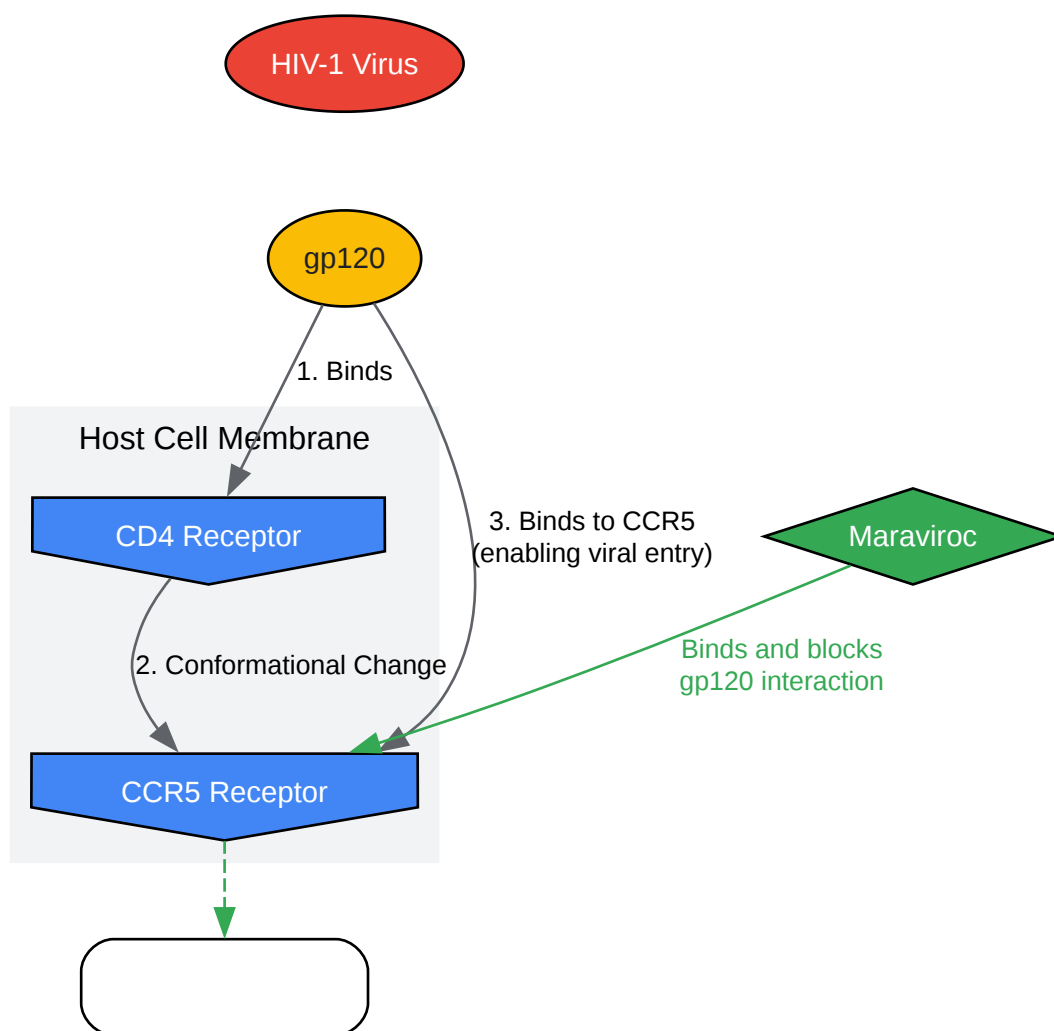 HIV-1 Virus
gp120
1. Binds
Host Cell Membrane
CD4 Receptor
3. Binds to CCR5
(enabling viral entry)
Maraviroc
2. Conformational Change
Binds and blocks
gp120 interaction
CCR5 Receptor